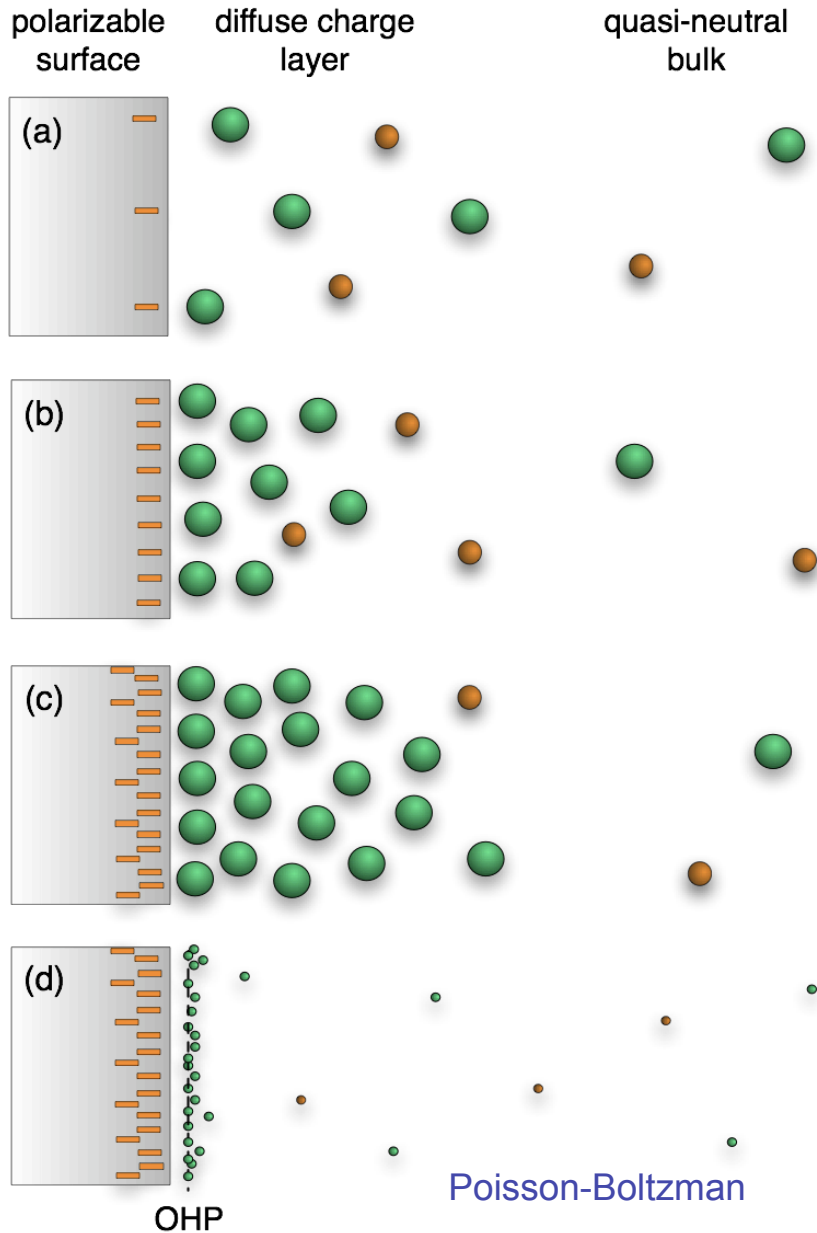 polarizable
surface
diffuse charge
layer
quasi-neutral
bulk
(a)
(b)
(c)
(d)
Poisson-Boltzman
OHP